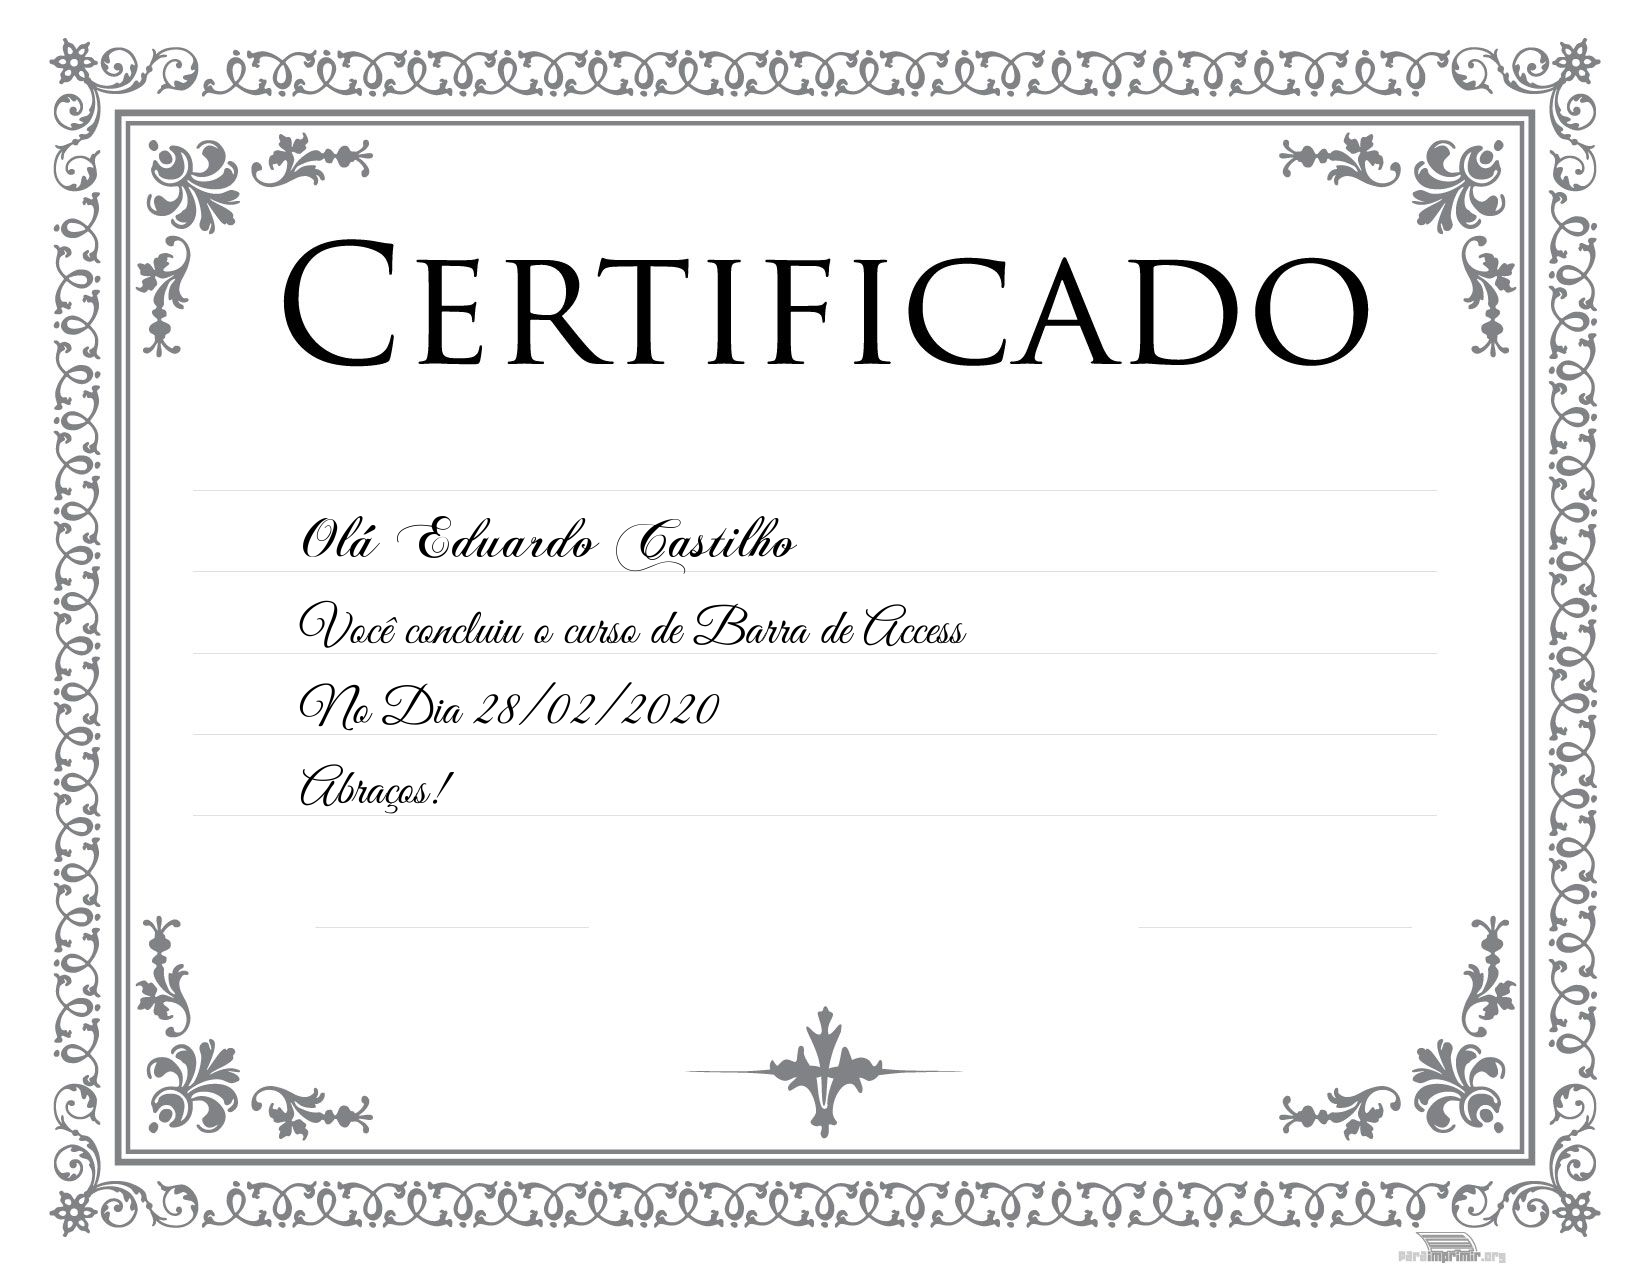 CERTIFICADO
Olá Eduardo Castilho
Você concluiu o curso de Barra de Access
No Dia 28/02/2020
Abraços!
paraimprimir.org